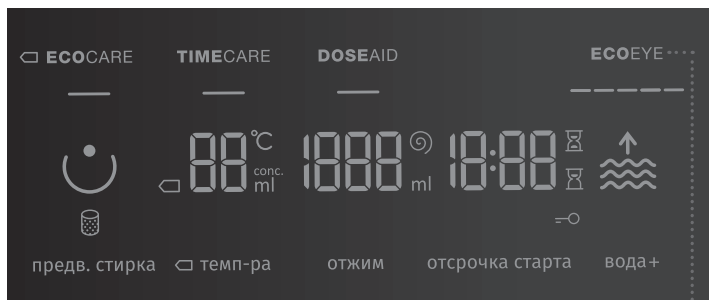 ECOCARE TIMECARE DOSEAID ECOEYE
88 °C 1888 18:88
conc.
ml ml
предв. стирка темп-ра отжим отсрочка старта вода+